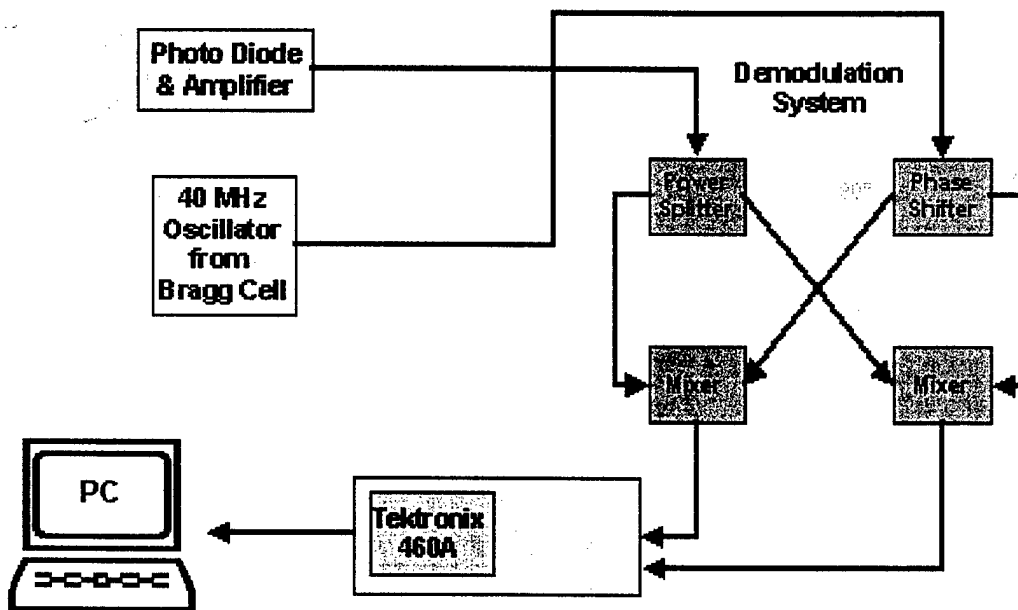 Photo Diode
& Amplifier
Demodulation
System
40 MHz
Oscillator
from
Bragg Cell
Power
Splitter
Phase
Shifter
Mixer
Mixer
PC
Tektronix
460A